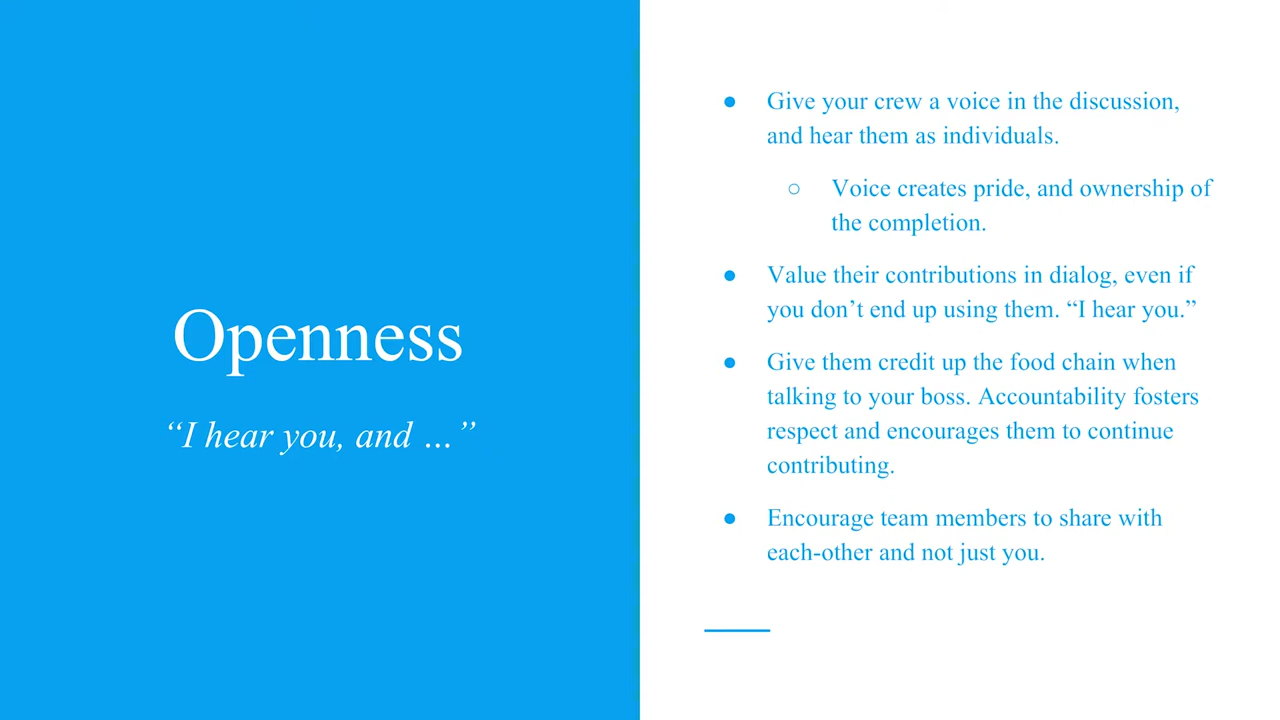 Openness
“I hear you, and ...”
● Give your crew a voice in the discussion,
and hear them as individuals.
○ Voice creates pride, and ownership of
the completion.
● Value their contributions in dialog, even if
you don’t end up using them. “I hear you.”
● Give them credit up the food chain when
talking to your boss. Accountability fosters
respect and encourages them to continue
contributing.
● Encourage team members to share with
each-other and not just you.